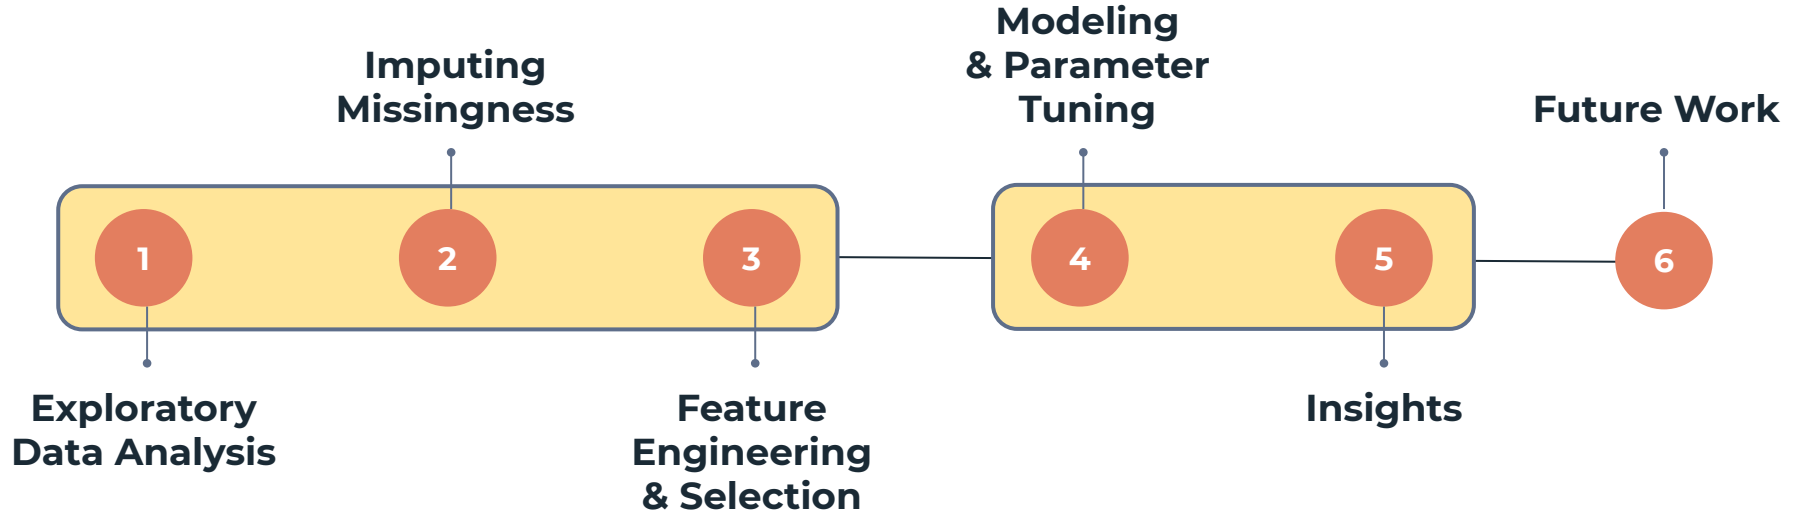 Imputing
Missingness
Modeling
& Parameter
Tuning
Future Work
1
2
3
4
5
6
Exploratory
Data Analysis
Feature
Engineering
& Selection
Insights